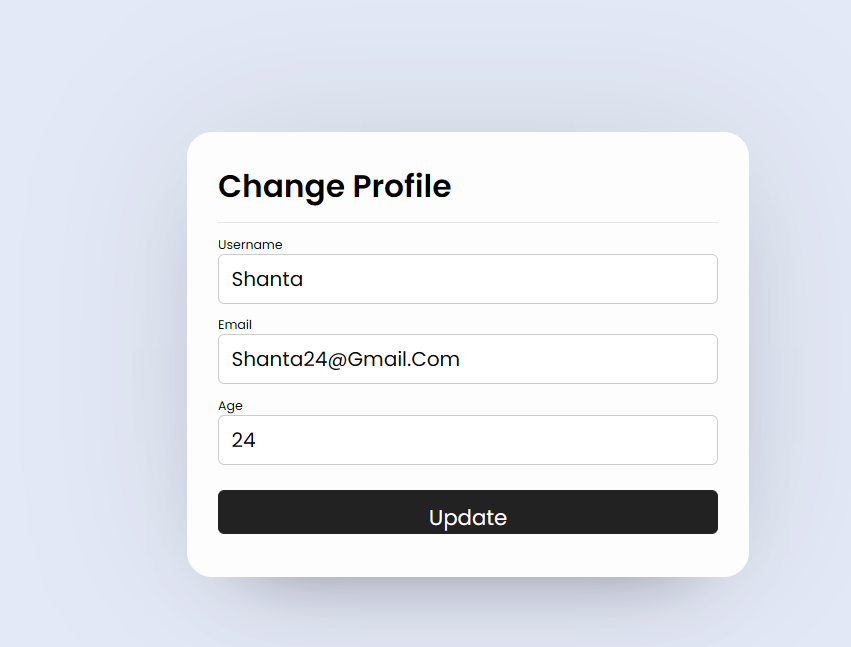 Change Profile
Username
Shanta
Email
Shanta24@Gmail.Com
Age
24
Update